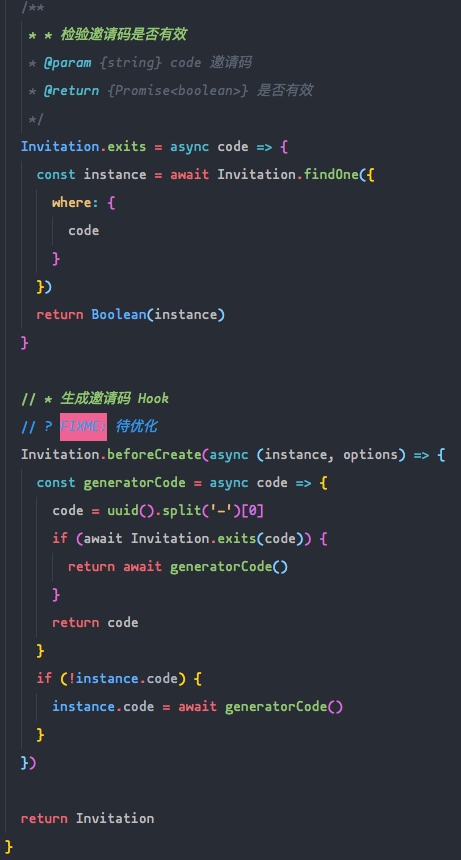 /**
 * * 检验邀请码是否有效
 * @param {string} code 邀请码
 * @return {Promise<boolean>} 是否有效
 */
Invitation.exits = async code => {
  const instance = await Invitation.findOne({
    where: {
      code
    }
  })
  return Boolean(instance)
}
// * 生成邀请码 Hook
// ? FIXME: 待优化
Invitation.beforeCreate(async (instance, options) => {
  const generatorCode = async code => {
    code = uuid().split('-')[0]
    if (await Invitation.exits(code)) {
      return await generatorCode()
    }
    return code
  }
  if (!instance.code) {
    instance.code = await generatorCode()
  }
})
return Invitation
}